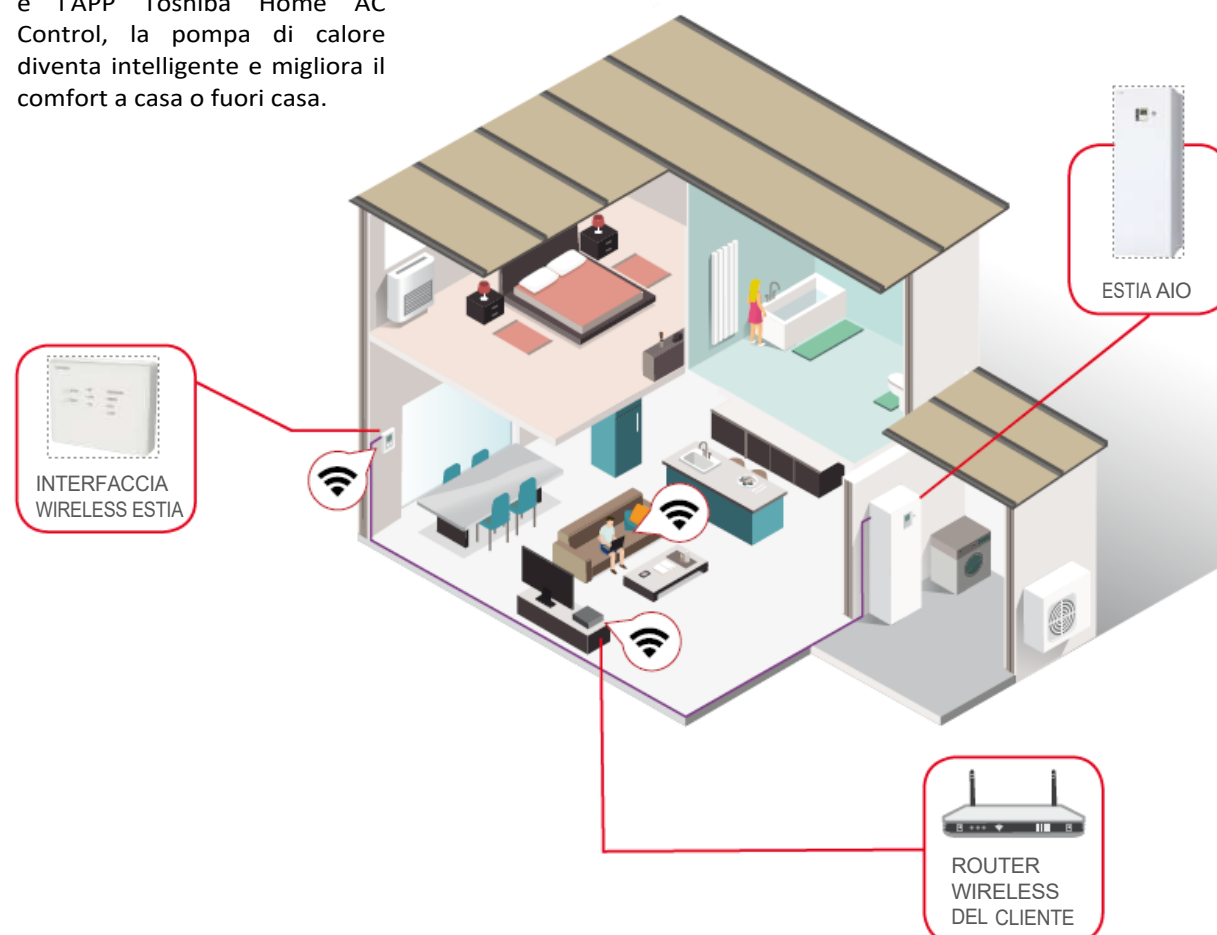 e l'APP Toshiba Home AC
Control, la pompa di calore
diventa intelligente e migliora il
comfort a casa o fuori casa.
ESTIA AIO
INTERFACCIA
WIRELESS ESTIA
ROUTER
WIRELESS
DEL CLIENTE